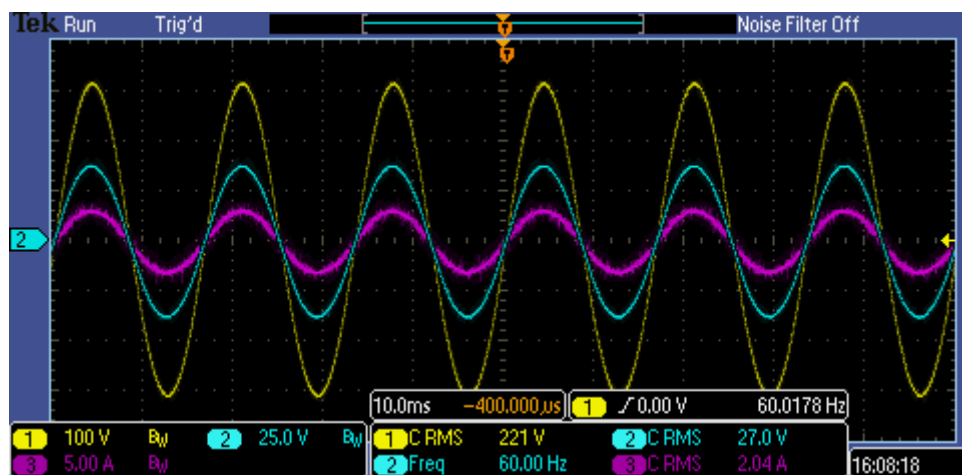 Tek Run Trig'd Noise Filter Off
T
T
2
10.0ms -400.000µs 1 0.00 V 60.0178 Hz
1 100 V BW 2 25.0 V BW 1 C RMS 221 V 2 C RMS 27.0 V
3 5.00 A BW 2 Freq 60.00 Hz 3 C RMS 2.04 A 16:08:18